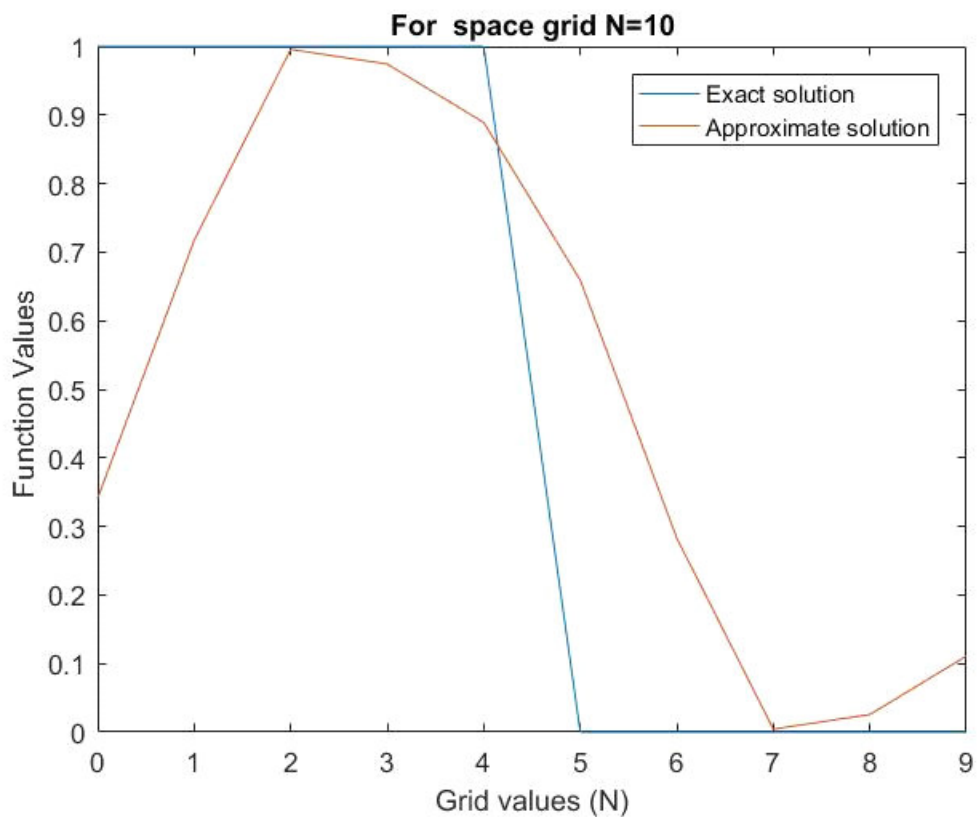 For space grid N=10
1
0.9
0.8
0.7
0.6
0.5
0.4
0.3
0.2
0.1
0
Function Values
Exact solution
Approximate solution
0 1 2 3 4 5 6 7 8 9
Grid values (N)